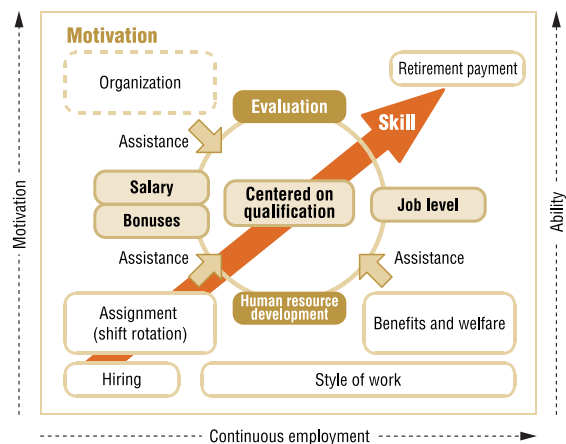 Motivation
Organization
Retirement payment
Evaluation
Skill
Assistance
Salary
Bonuses
Centered on
qualification
Job level
Motivation
Ability
Assistance
Assistance
Human resource
development
Assignment
(shift rotation)
Benefits and welfare
Hiring
Style of work
Continuous employment